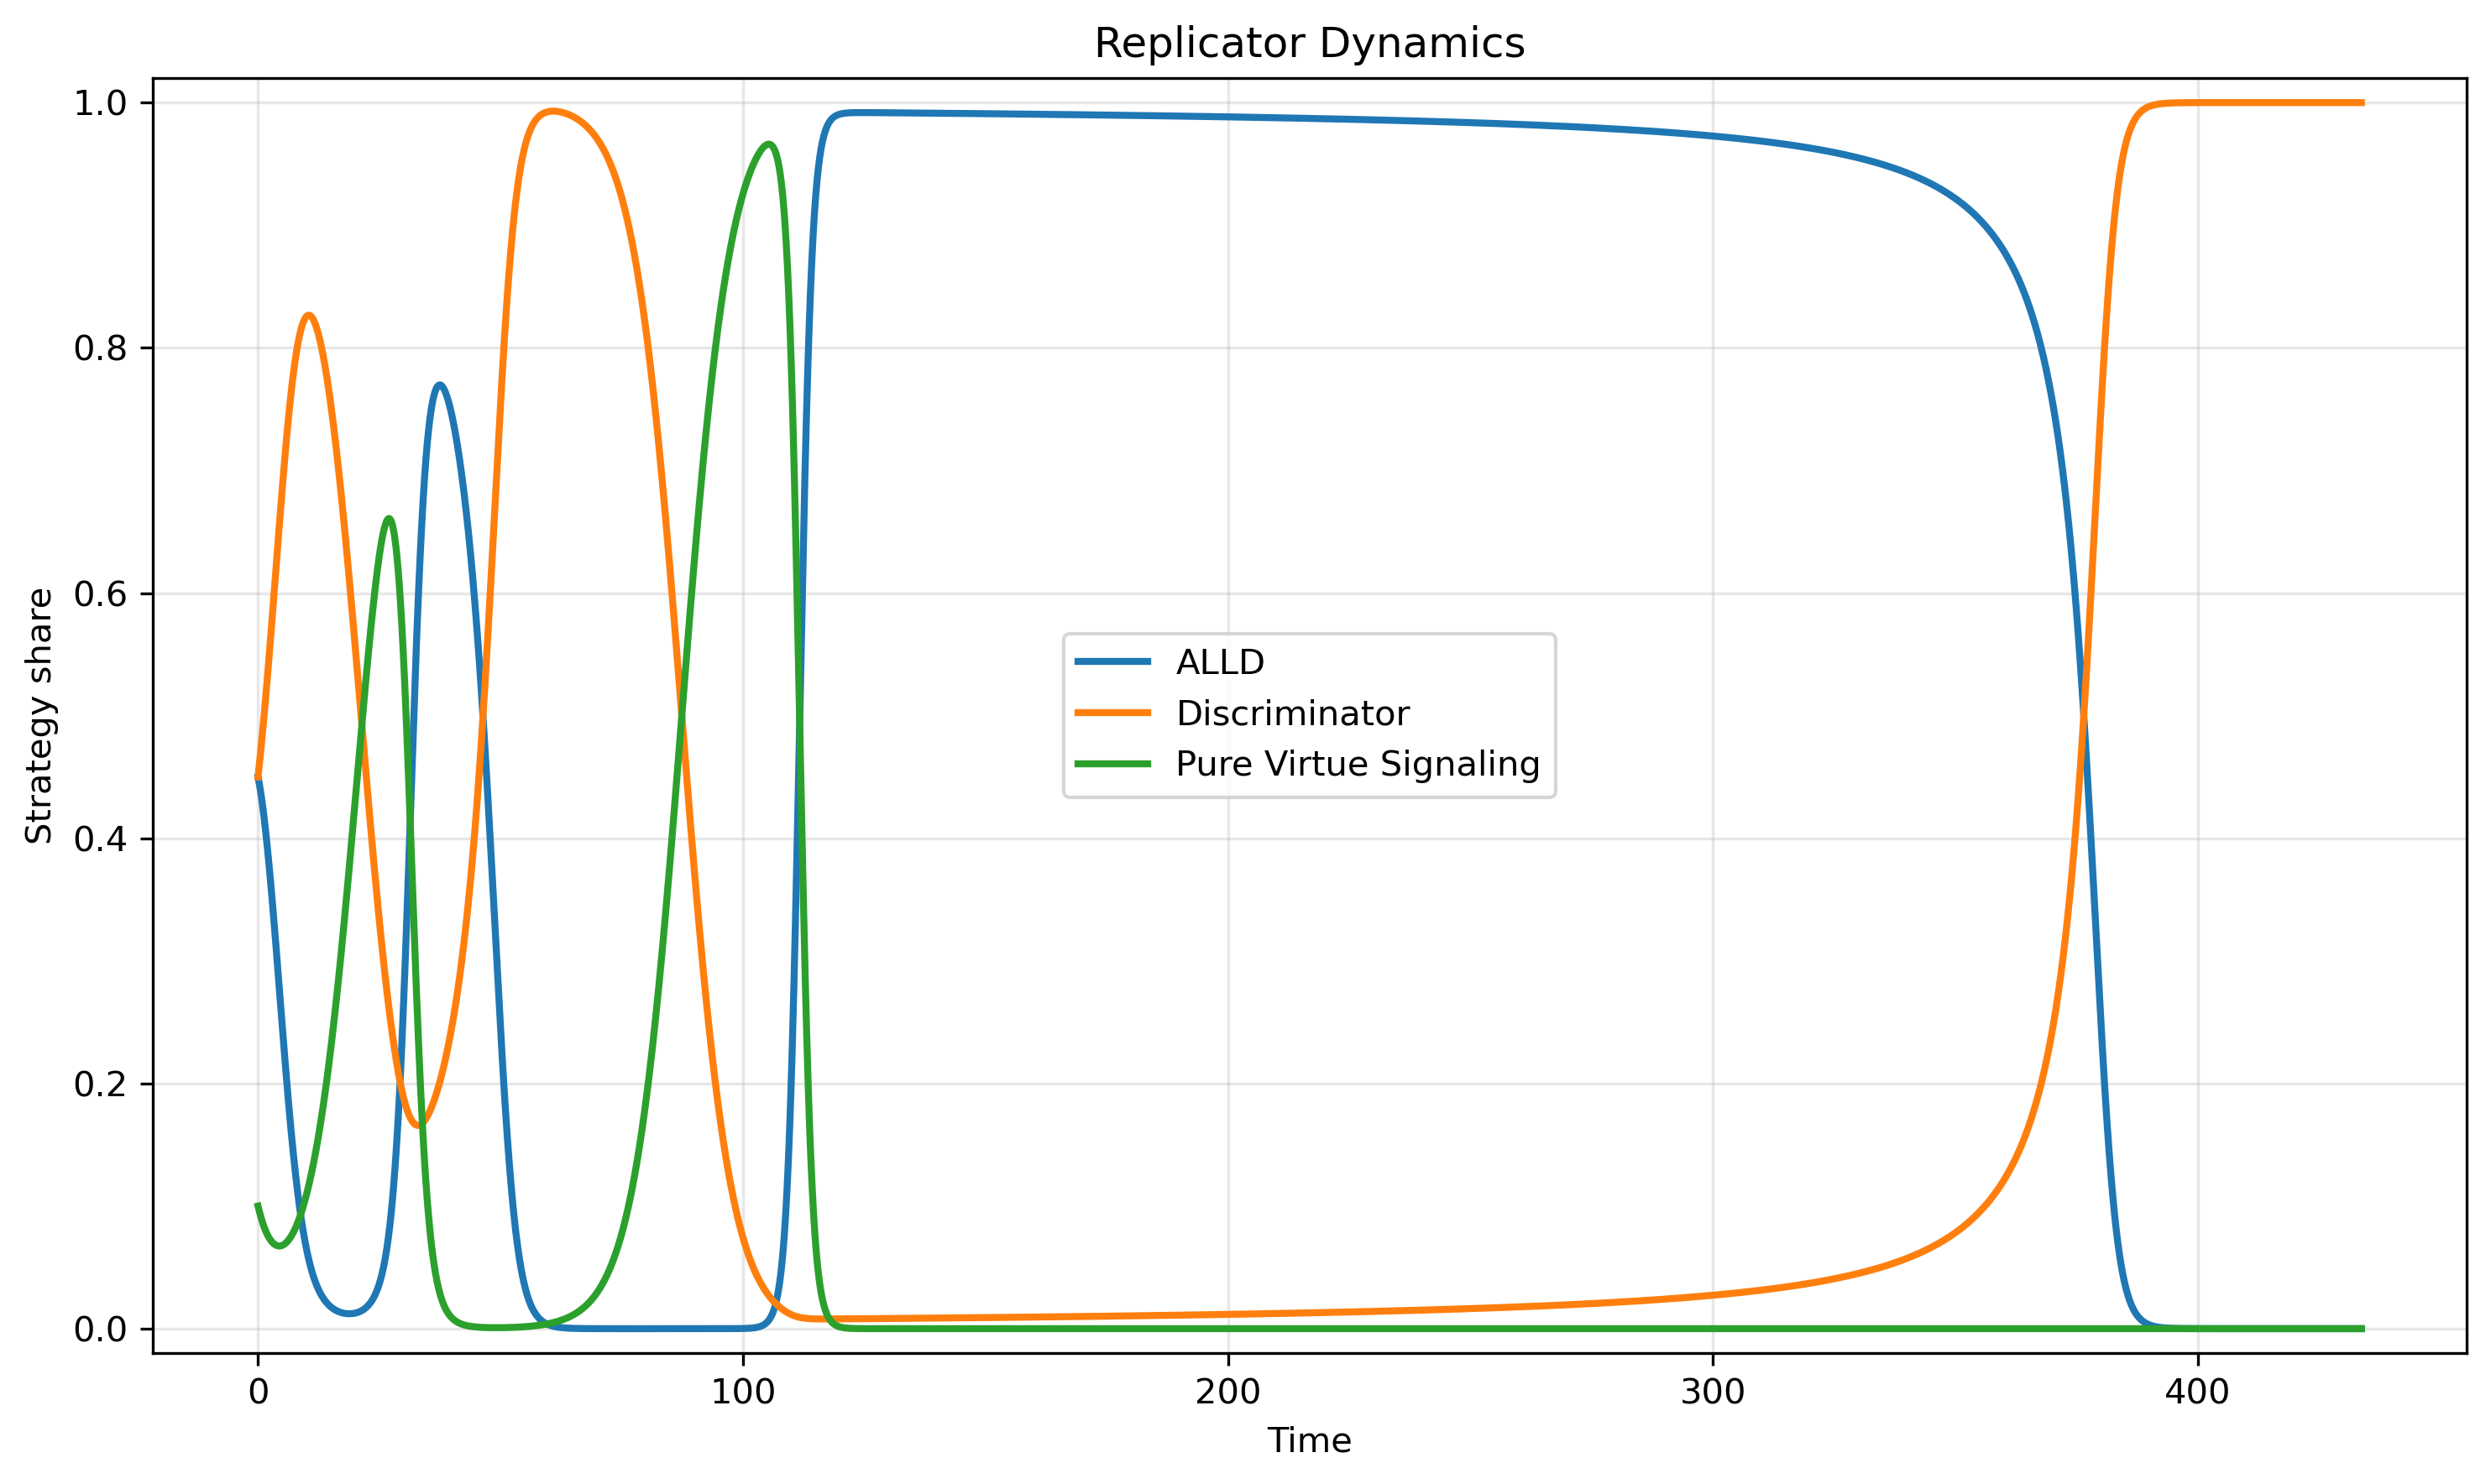 Replicator Dynamics
Strategy share
1.0
0.8
0.6
0.4
0.2
0.0
ALLD
Discriminator
Pure Virtue Signaling
0 100 200 300 400
Time